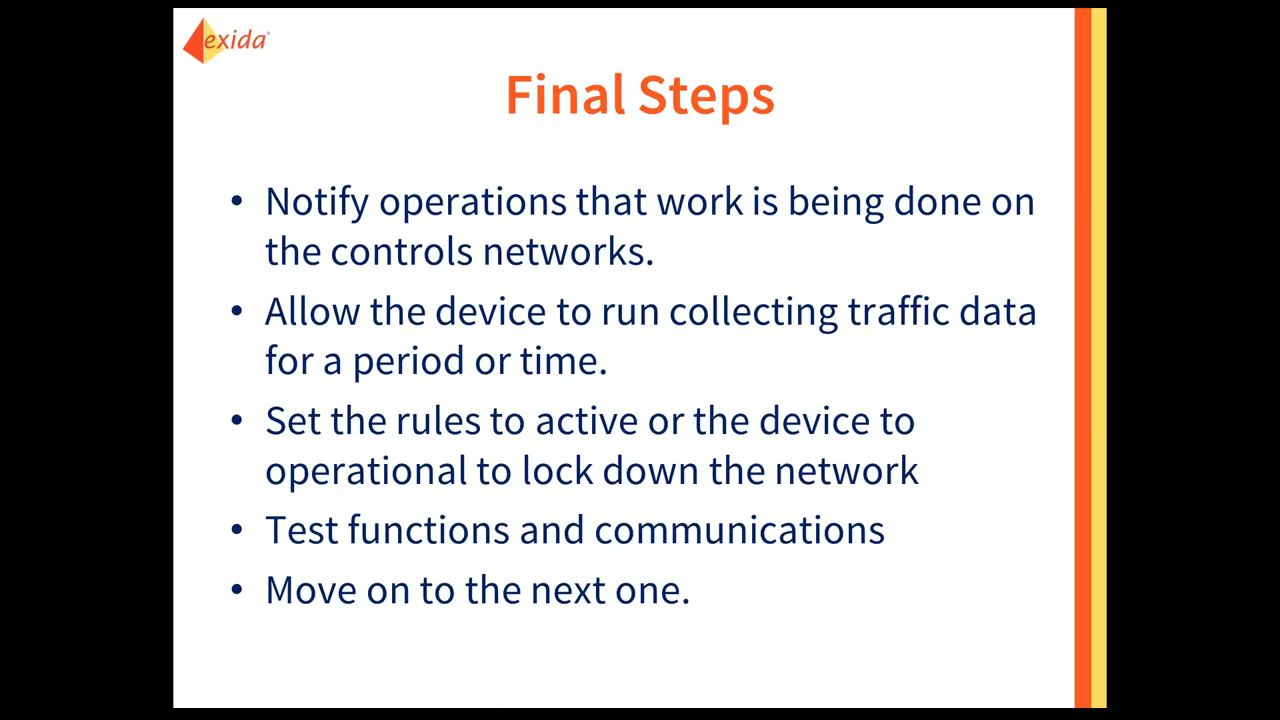 exida
Final Steps
• Notify operations that work is being done on
the controls networks.
• Allow the device to run collecting traffic data
for a period or time.
• Set the rules to active or the device to
operational to lock down the network
• Test functions and communications
• Move on to the next one.